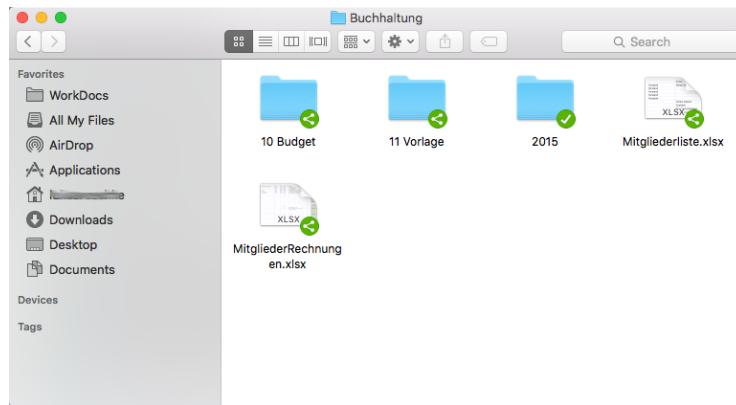 Buchhaltung
Search
Favorites
WorkDocs
All My Files
AirDrop
Applications
Downloads
Desktop
Documents
Devices
Tags
10 Budget
11 Vorlage
2015
XLSX
Mitgliederliste.xlsx
XLSX
MitgliederRechnung
en.xlsx